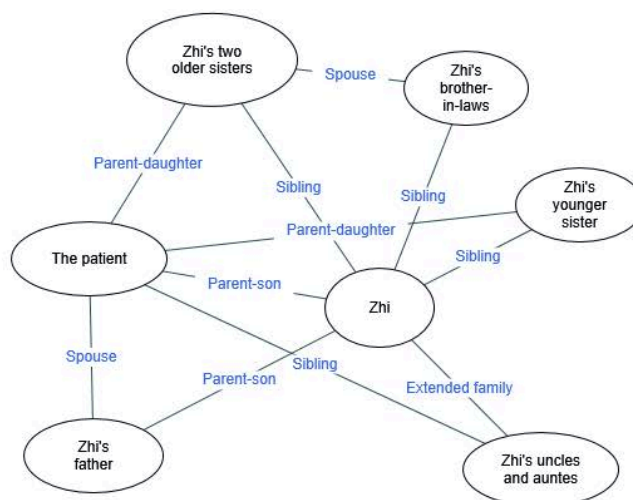 Zhi's two
older sisters
Spouse
Zhi's
brother-
in-laws
Parent-daughter
Sibling
Sibling
Zhi's
younger
sister
Parent-daughter
Sibling
The patient
Parent-son
Zhi
Spouse
Parent-son
Sibling
Extended family
Zhi's
father
Zhi's uncles
and auntes